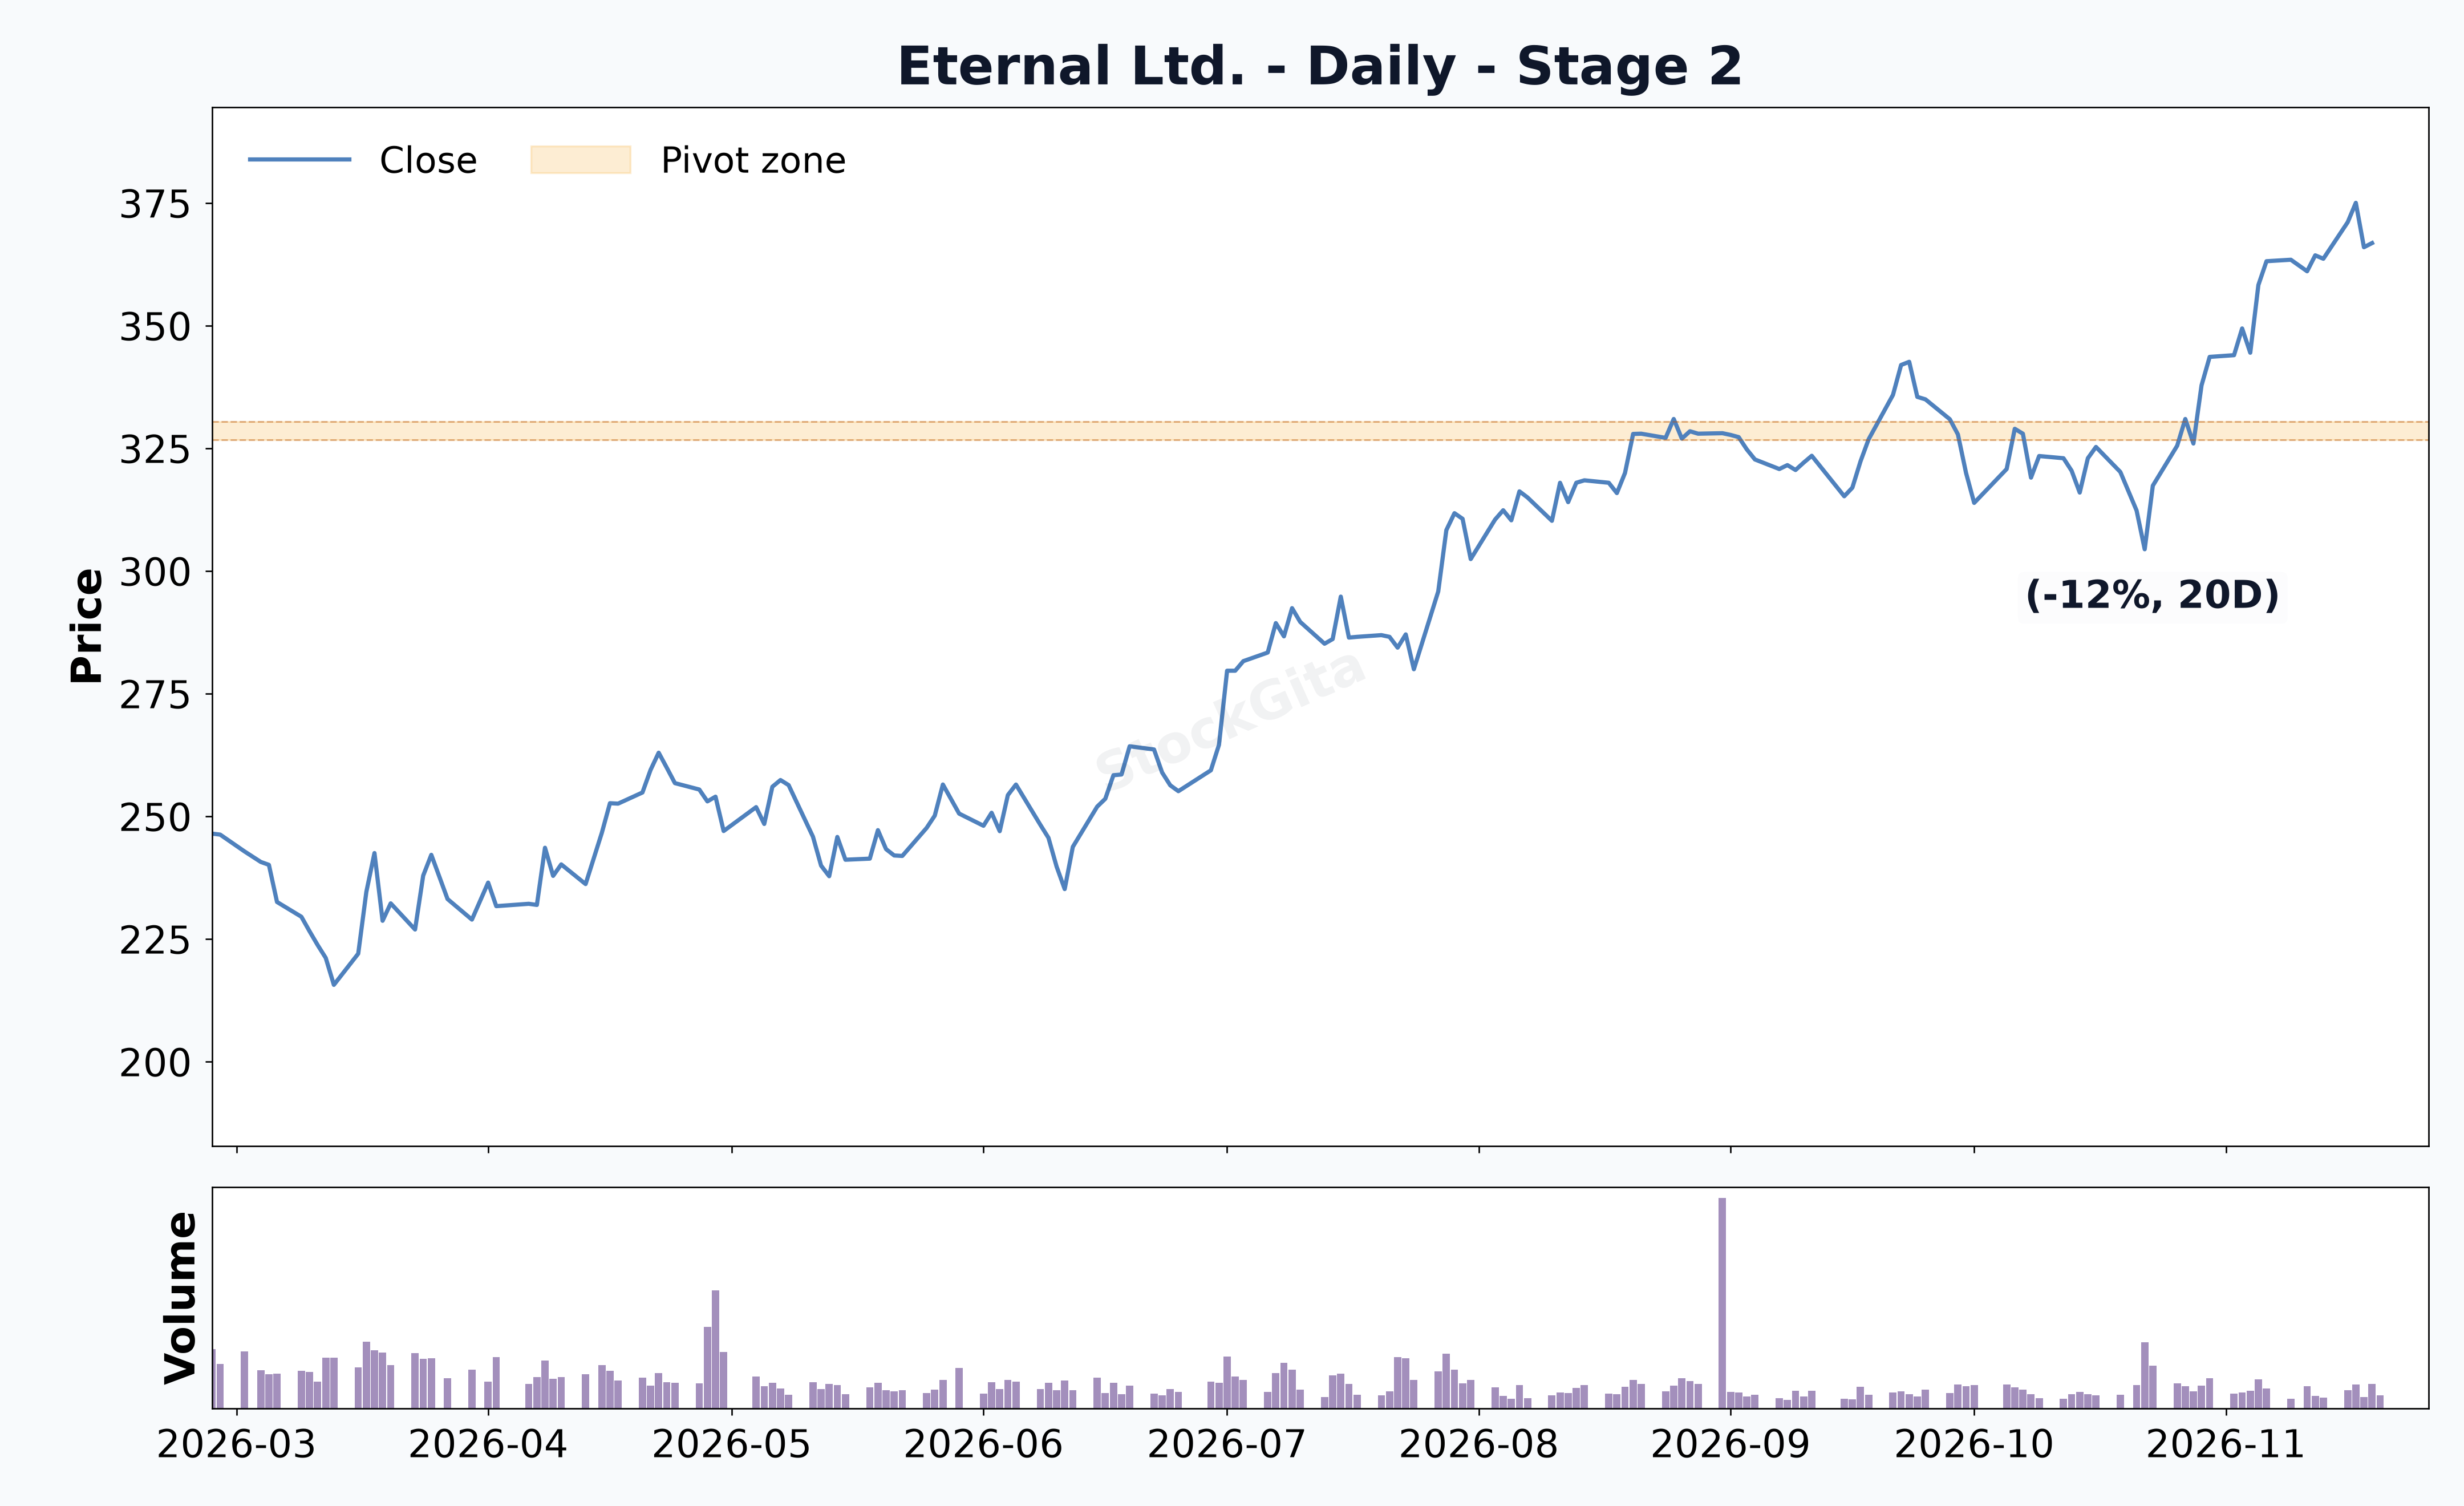 Eternal Ltd. - Daily - Stage 2
Close
Pivot zone
Price
375
350
325
300
275
250
225
200
(-12%, 20D)
StockGita
Volume
2026-03
2026-04
2026-05
2026-06
2026-07
2026-08
2026-09
2026-10
2026-11